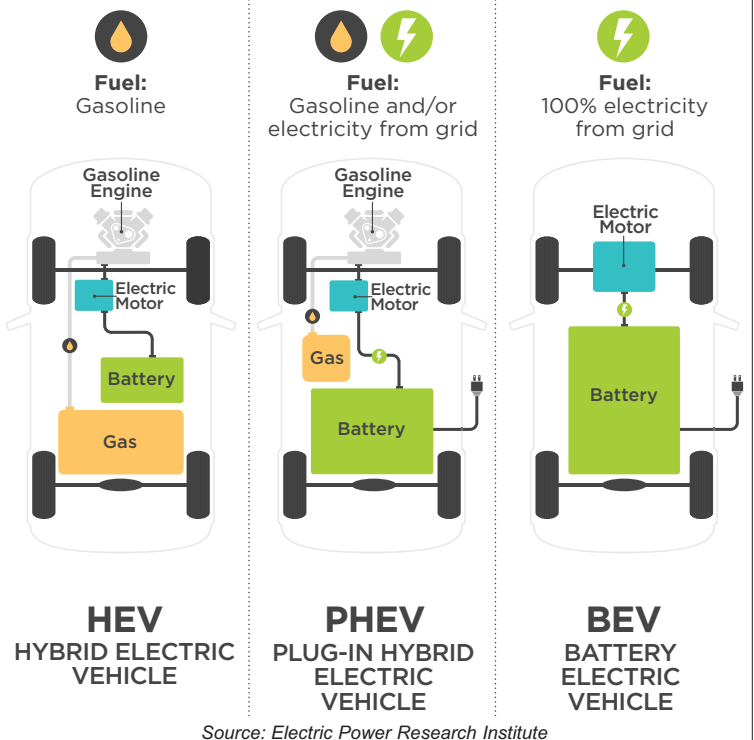 Fuel:
Gasoline
Gasoline
Engine
Electric
Motor
Battery
Gas
HEV
HYBRID ELECTRIC
VEHICLE
Fuel:
Gasoline and/or
electricity from grid
Gasoline
Engine
Electric
Motor
Gas
Battery
PHEV
PLUG-IN HYBRID
ELECTRIC
VEHICLE
Fuel:
100% electricity
from grid
Electric
Motor
Battery
BEV
BATTERY
ELECTRIC
VEHICLE
Source: Electric Power Research Institute